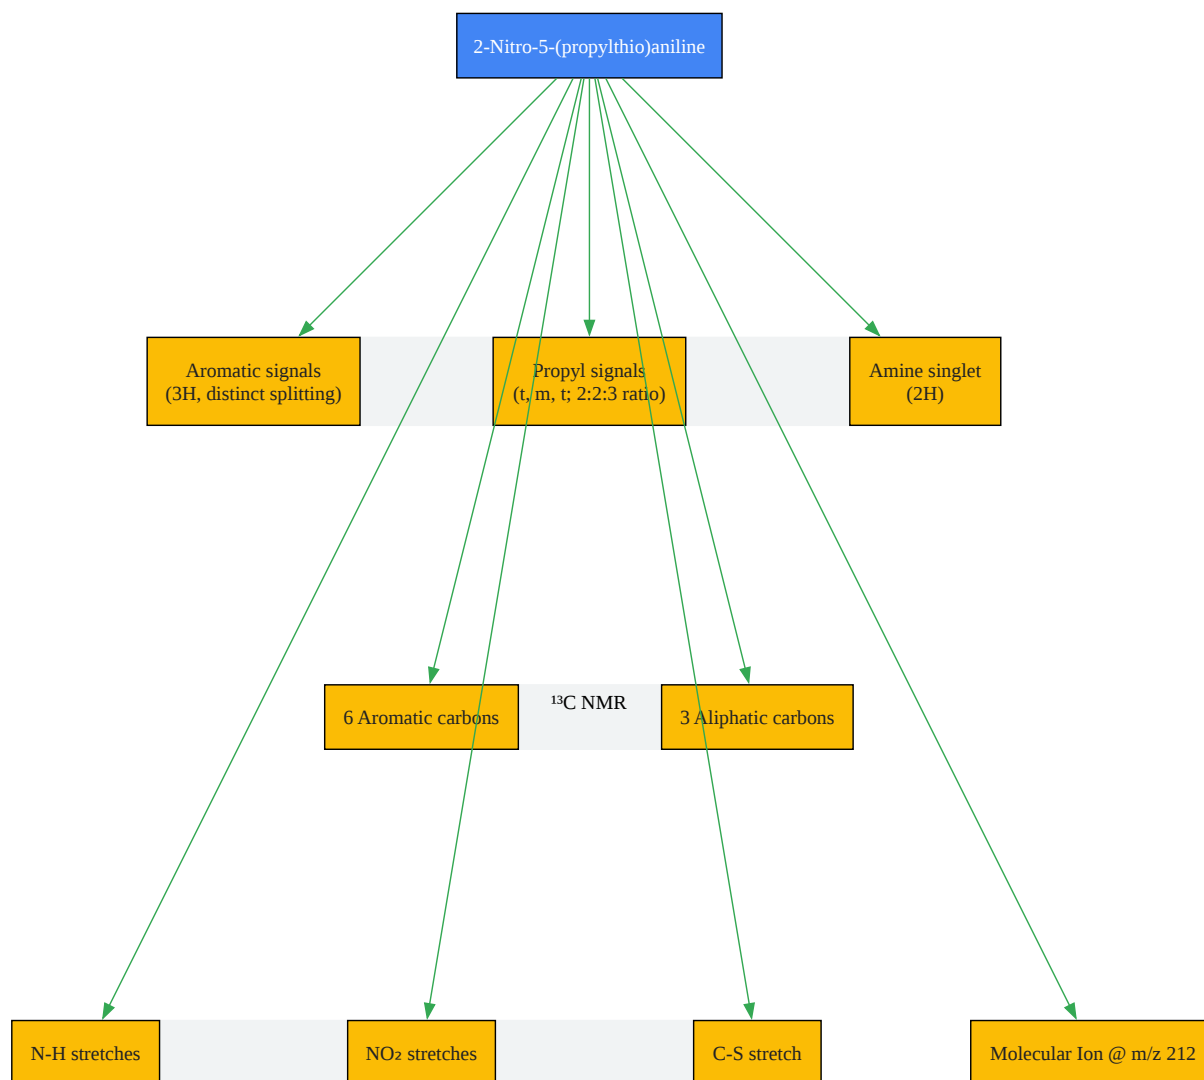 2-Nitro-5-(propylthio)aniline
Aromatic signals
(3H, distinct splitting)
Propyl signals
(t, m, t; 2:2:3 ratio)
Amine singlet
(2H)
6 Aromatic carbons
¹³C NMR
3 Aliphatic carbons
N-H stretches
NO₂ stretches
C-S stretch
Molecular Ion @ m/z 212